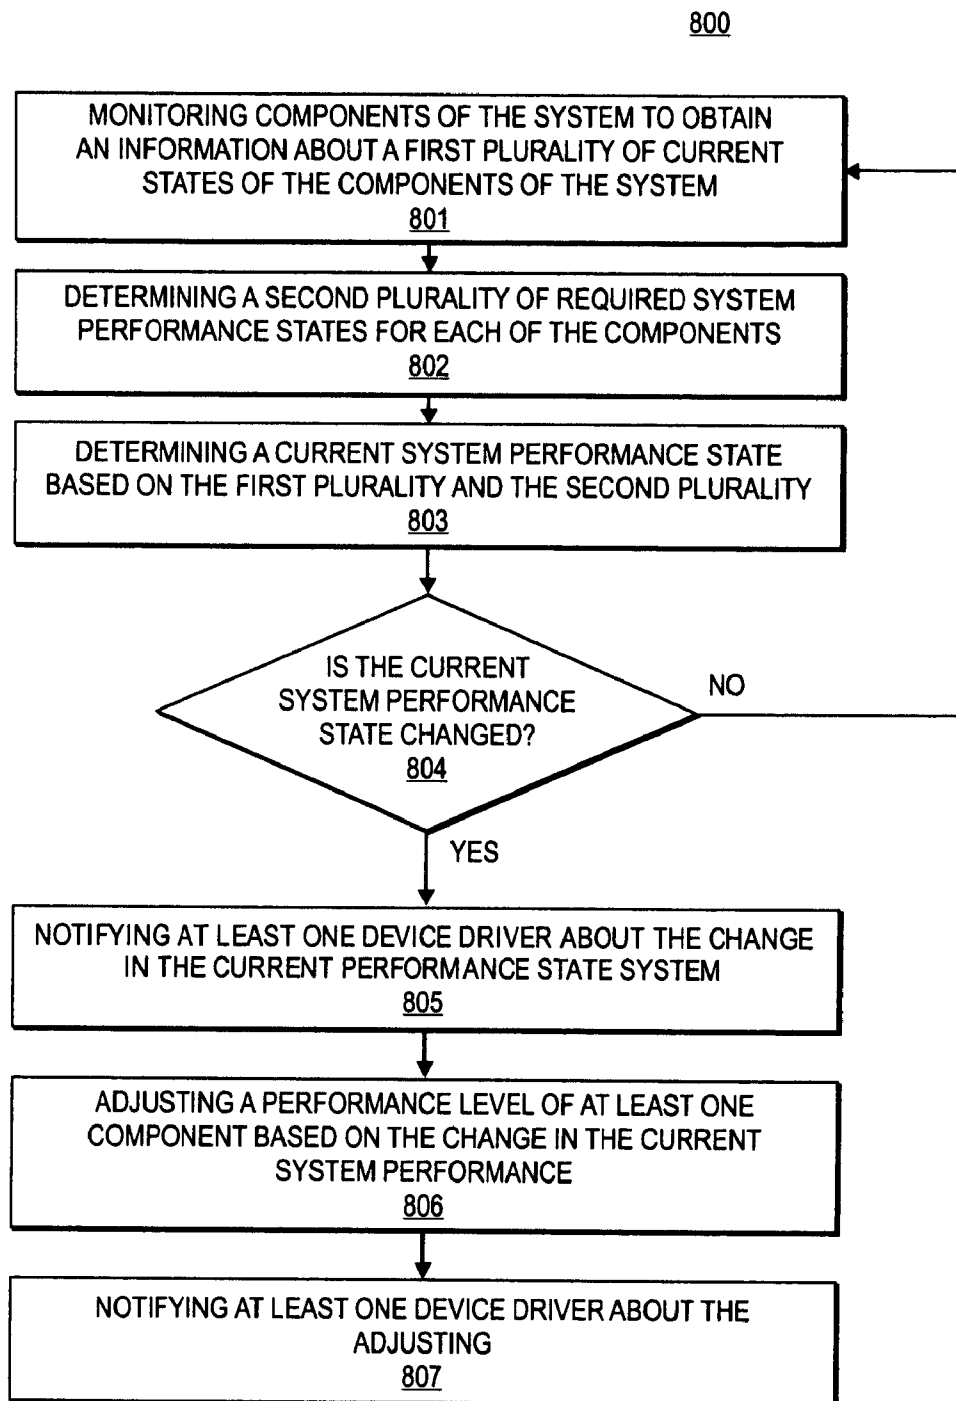 800
MONITORING COMPONENTS OF THE SYSTEM TO OBTAIN
AN INFORMATION ABOUT A FIRST PLURALITY OF CURRENT
STATES OF THE COMPONENTS OF THE SYSTEM
801
DETERMINING A SECOND PLURALITY OF REQUIRED SYSTEM
PERFORMANCE STATES FOR EACH OF THE COMPONENTS
802
DETERMINING A CURRENT SYSTEM PERFORMANCE STATE
BASED ON THE FIRST PLURALITY AND THE SECOND PLURALITY
803
IS THE CURRENT
SYSTEM PERFORMANCE
STATE CHANGED?
804
NO
YES
NOTIFYING AT LEAST ONE DEVICE DRIVER ABOUT THE CHANGE
IN THE CURRENT PERFORMANCE STATE SYSTEM
805
ADJUSTING A PERFORMANCE LEVEL OF AT LEAST ONE
COMPONENT BASED ON THE CHANGE IN THE CURRENT
SYSTEM PERFORMANCE
806
NOTIFYING AT LEAST ONE DEVICE DRIVER ABOUT THE
ADJUSTING
807